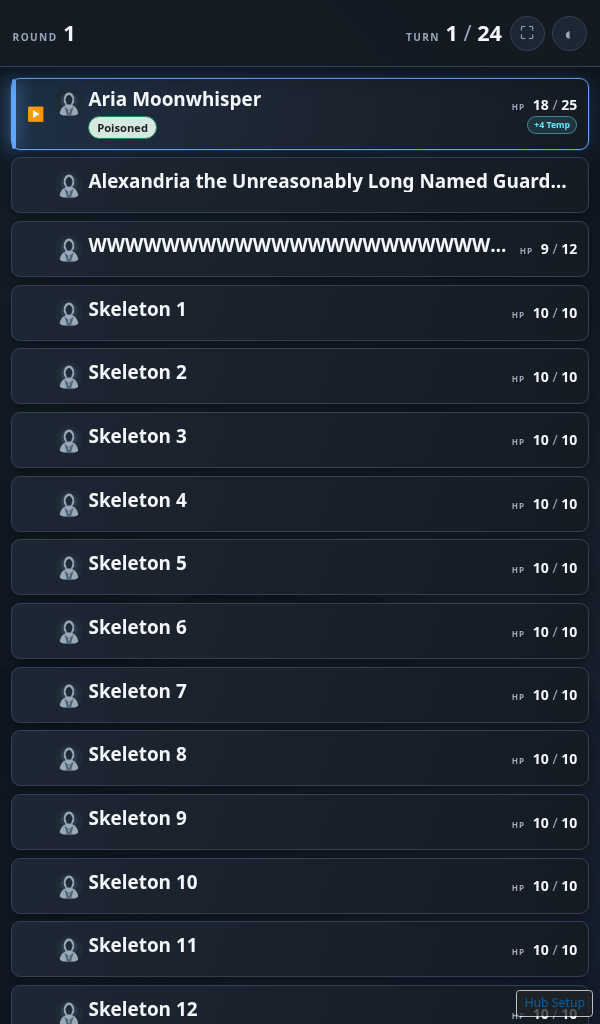 ROUND 1
TURN 1 / 24
Aria Moonwhisper
HP 18 / 25
Poisoned
+4 Temp
Alexandria the Unreasonably Long Named Guard...
WWWWWWWWWWWWWWWWWWWWWW... HP 9 / 12
Skeleton 1 HP 10 / 10
Skeleton 2 HP 10 / 10
Skeleton 3 HP 10 / 10
Skeleton 4 HP 10 / 10
Skeleton 5 HP 10 / 10
Skeleton 6 HP 10 / 10
Skeleton 7 HP 10 / 10
Skeleton 8 HP 10 / 10
Skeleton 9 HP 10 / 10
Skeleton 10 HP 10 / 10
Skeleton 11 HP 10 / 10
Hub Setup
Skeleton 12 HP 10 / 10